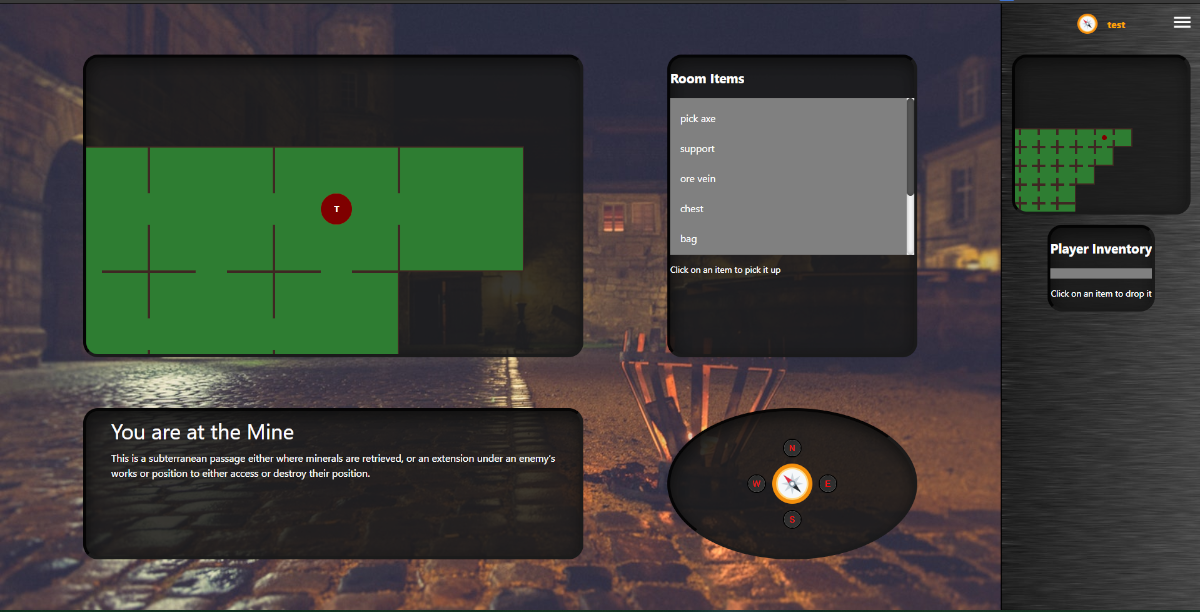 test
Room Items
pick axe
support
ore vein
chest
bag
Click on an item to pick it up
T
Player Inventory
Click on an item to drop it
You are at the Mine
This is a subterranean passage either where minerals are retrieved, or an extension under an enemy's
works or position to either access or destroy their position.
N
W
E
S